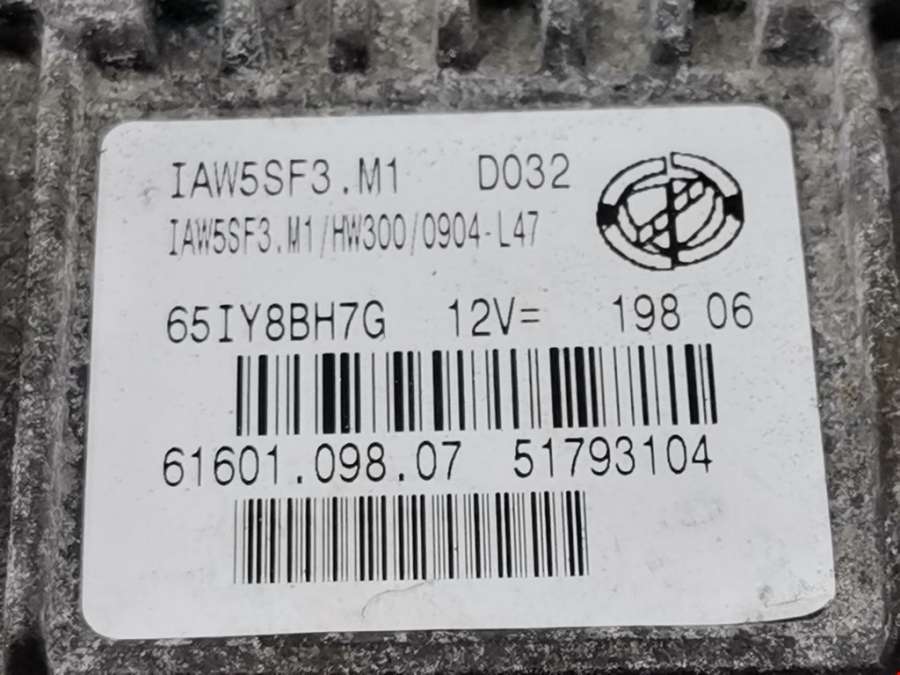 IAW5SF3.M1 D032
IAW5SF3.M1/HW300/0904-L47
65IY8BH7G 12V= 198 06
61601.098.07 51793104